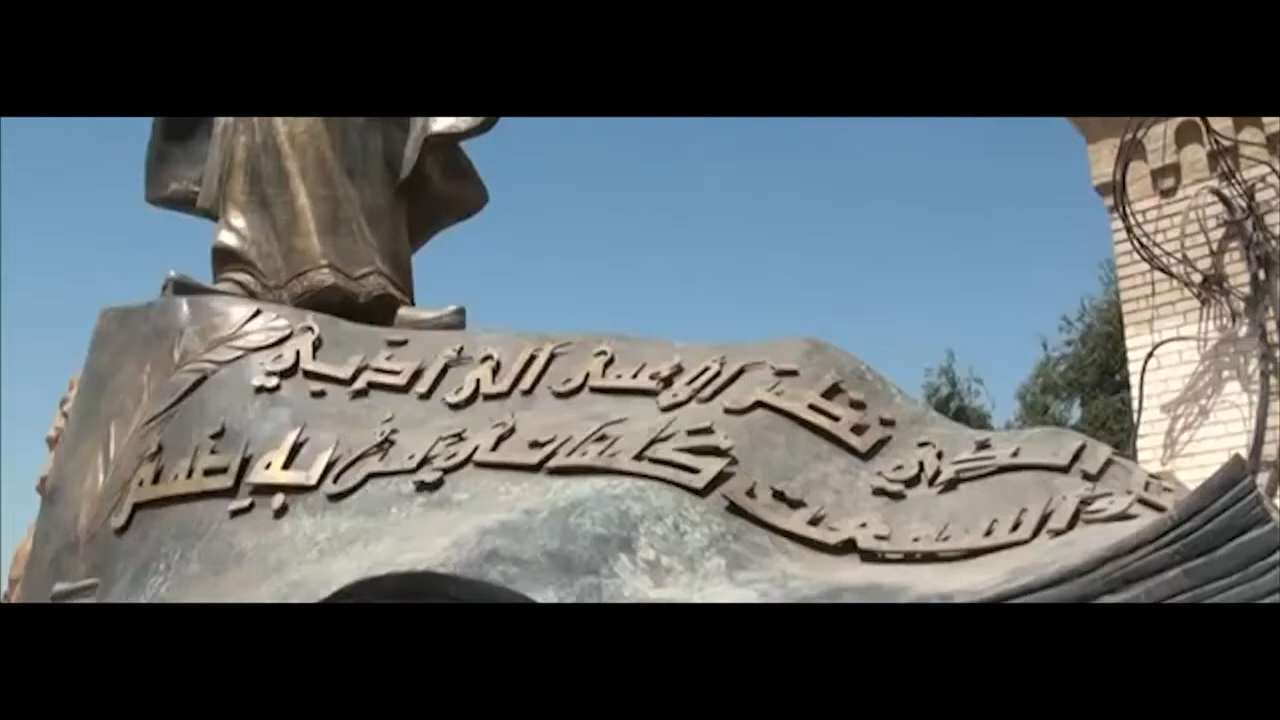 أنا الذي نظر الأعمى إلى أدبي
وأسمعت كلماتي من به صمم